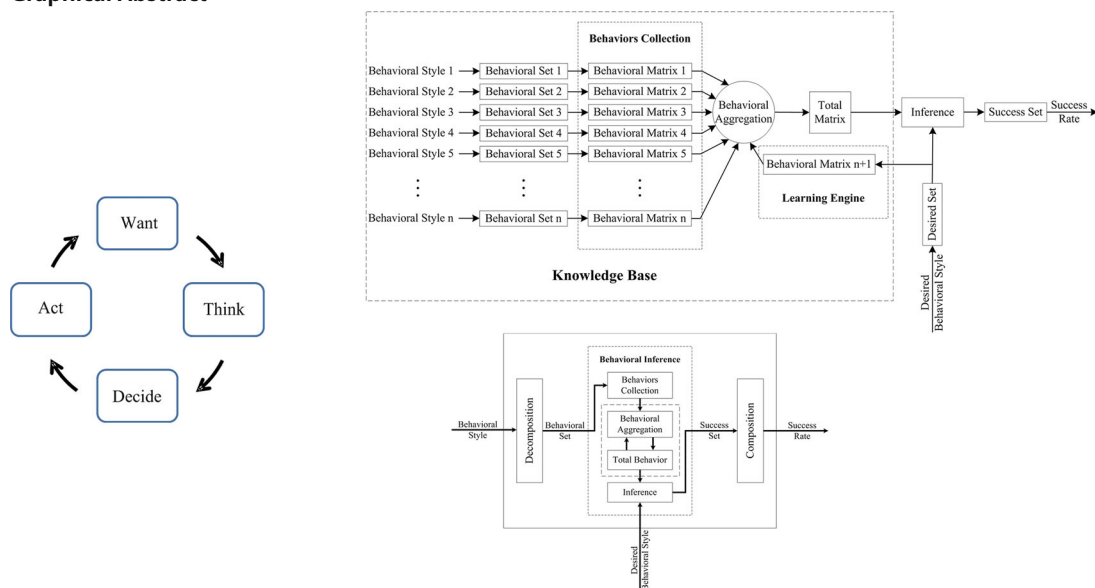 Graphical Abstract
Want
Think
Decide
Act
Behaviors Collection
Behavioral Style 1
Behavioral Set 1
Behavioral Matrix 1
Behavioral Style 2
Behavioral Set 2
Behavioral Matrix 2
Behavioral Style 3
Behavioral Set 3
Behavioral Matrix 3
Behavioral Style 4
Behavioral Set 4
Behavioral Matrix 4
Behavioral Style 5
Behavioral Set 5
Behavioral Matrix 5
Behavioral Style n
Behavioral Set n
Behavioral Matrix n
Behavioral
Aggregation
Total
Matrix
Inference
Success Set
Success
Rate
Behavioral Matrix n+1
Learning Engine
Desired Set
Desired
Behavioral Style
Knowledge Base
Behavioral Inference
Behavioral
Style
Decomposition
Behavioral
Set
Behaviors
Collection
Behavioral
Aggregation
Total Behavior
Inference
Success
Set
Composition
Success
Rate
Desired
Behavioral Style